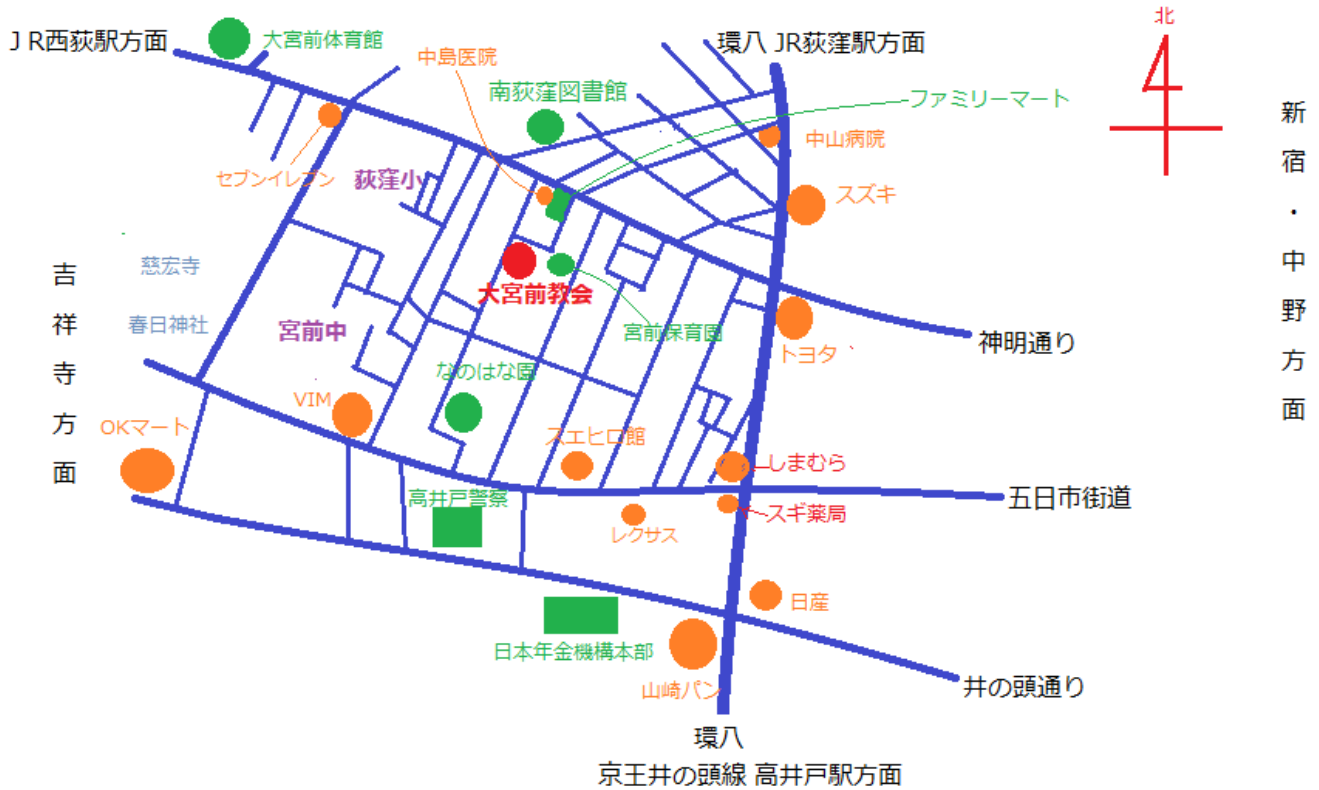 北
JR西荻駅方面
大宮前体育館
中島医院
環八 JR荻窪駅方面
南荻窪図書館
ファミリーマート
新宿・中野方面
中山病院
セブンイレブン
荻窪小
スズキ
吉祥寺方面
慈宏寺
大宮前教会
春日神社
宮前中
宮前保育園
神明通り
トヨタ
なのはな園
VIM
OKマート
スエヒロ館
しまむら
高井戸警察
五日市街道
スギ薬局
レクサス
日産
日本年金機構本部
山崎パン
井の頭通り
環八
京王井の頭線 高井戸駅方面